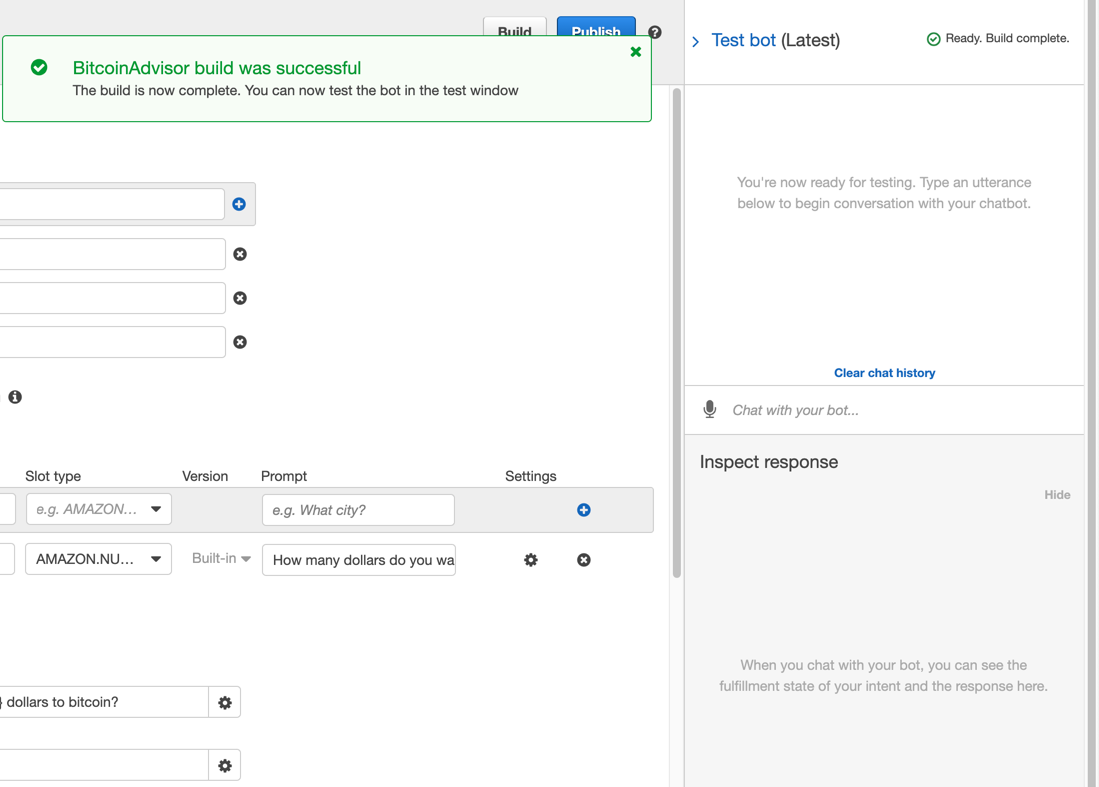 Build
Publish
BitcoinAdvisor build was successful
The build is now complete. You can now test the bot in the test window
Slot type
Version
Prompt
Settings
e.g. AMAZON...
e.g. What city?
AMAZON.NU...
Built-in
How many dollars do you wa
} dollars to bitcoin?
Test bot (Latest)
Ready. Build complete.
You're now ready for testing. Type an utterance
below to begin conversation with your chatbot.
Clear chat history
Chat with your bot...
Inspect response
Hide
When you chat with your bot, you can see the
fulfillment state of your intent and the response here.